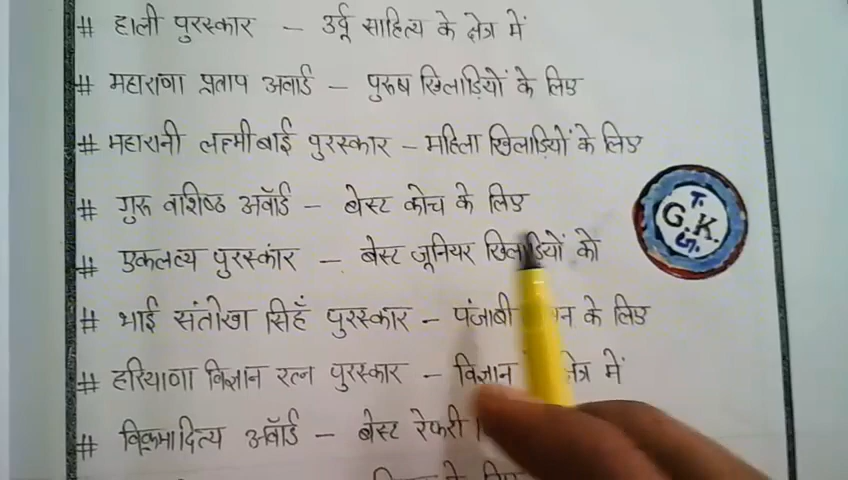 # हाली पुरस्कार – उर्दू साहित्य के क्षेत्र में
# महाराणा प्रताप अवार्ड – पुरुष खिलाड़ियों के लिए
# महारानी लक्ष्मीबाई पुरस्कार – महिला खिलाड़ियों के लिए
# गुरु वशिष्ठ अवॉर्ड – बेस्ट कोच के लिए
# एकलव्य पुरस्कार – बेस्ट जूनियर खिलाड़ियों को
# भाई संतोख सिहँ पुरस्कार – पंजाबी के लिए
# हरियाणा विज्ञान रत्न पुरस्कार – विज्ञान क्षेत्र में
# विक्रमादित्य अवॉर्ड – बेस्ट रेफरी
T.
G.K.
G.